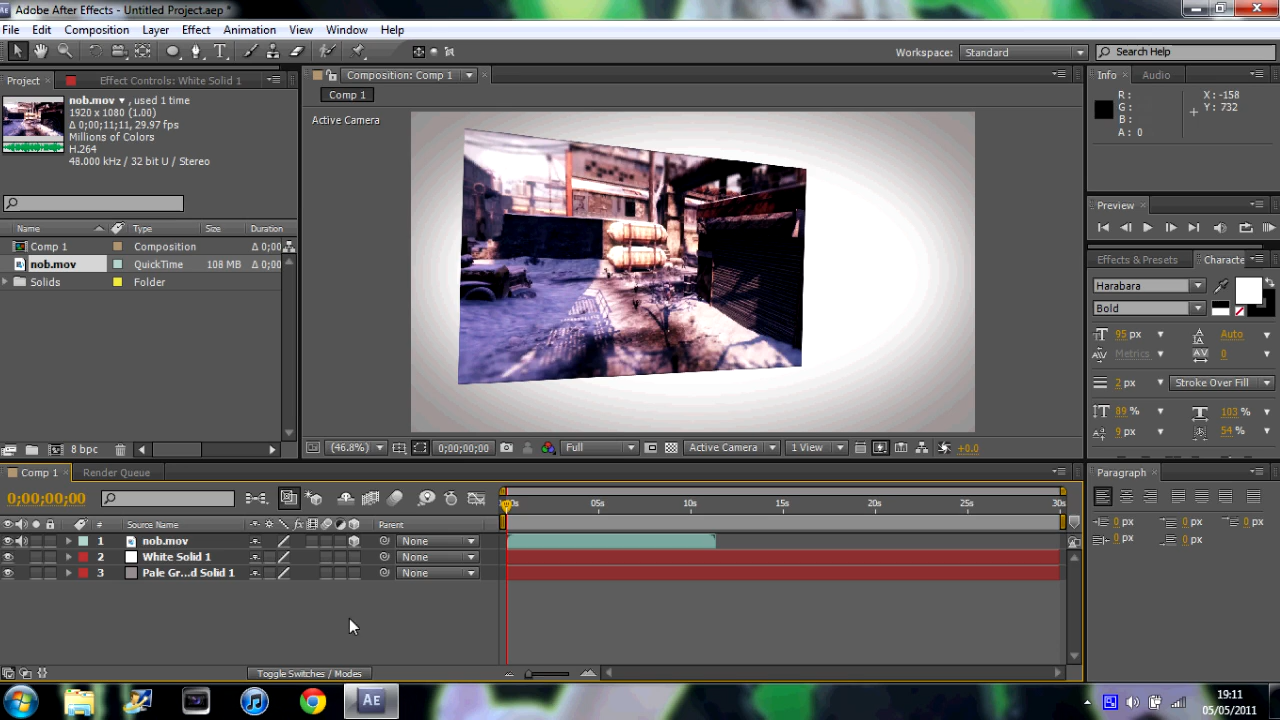 Adobe After Effects - Untitled Project.aep *
File Edit Composition Layer Effect Animation View Window Help
Workspace: Standard Search Help
Project Effect Controls: White Solid 1
nob.mov , used 1 time
1920 x 1080 (1.00)
Δ 0;00;11;11, 29.97 fps
Millions of Colors
H.264
48.000 kHz / 32 bit U / Stereo
Name Type Size Duration
Comp 1 Composition Δ 0;00
nob.mov QuickTime 108 MB Δ 0;00
Solids Folder
8 bpc
Composition: Comp 1
Comp 1
Active Camera
(46.8%) 0;00;00;00 Full Active Camera 1 View +0.0
Info Audio
R : X : -158
G : Y : 732
B :
A : 0
Preview
Effects & Presets Characte
Harabara
Bold
95 px Auto
Metrics 0
2 px Stroke Over Fill
89 % 103 %
9 px 54 %
Paragraph
0 px 0 px 0 px
0 px 0 px
Comp 1 Render Queue
0;00;00;00
05s 10s 15s 20s 25s 30s
# Source Name fx Parent
1 nob.mov None
2 White Solid 1 None
3 Pale Gr...d Solid 1 None
Toggle Switches / Modes
Ae
19:11
05/05/2011